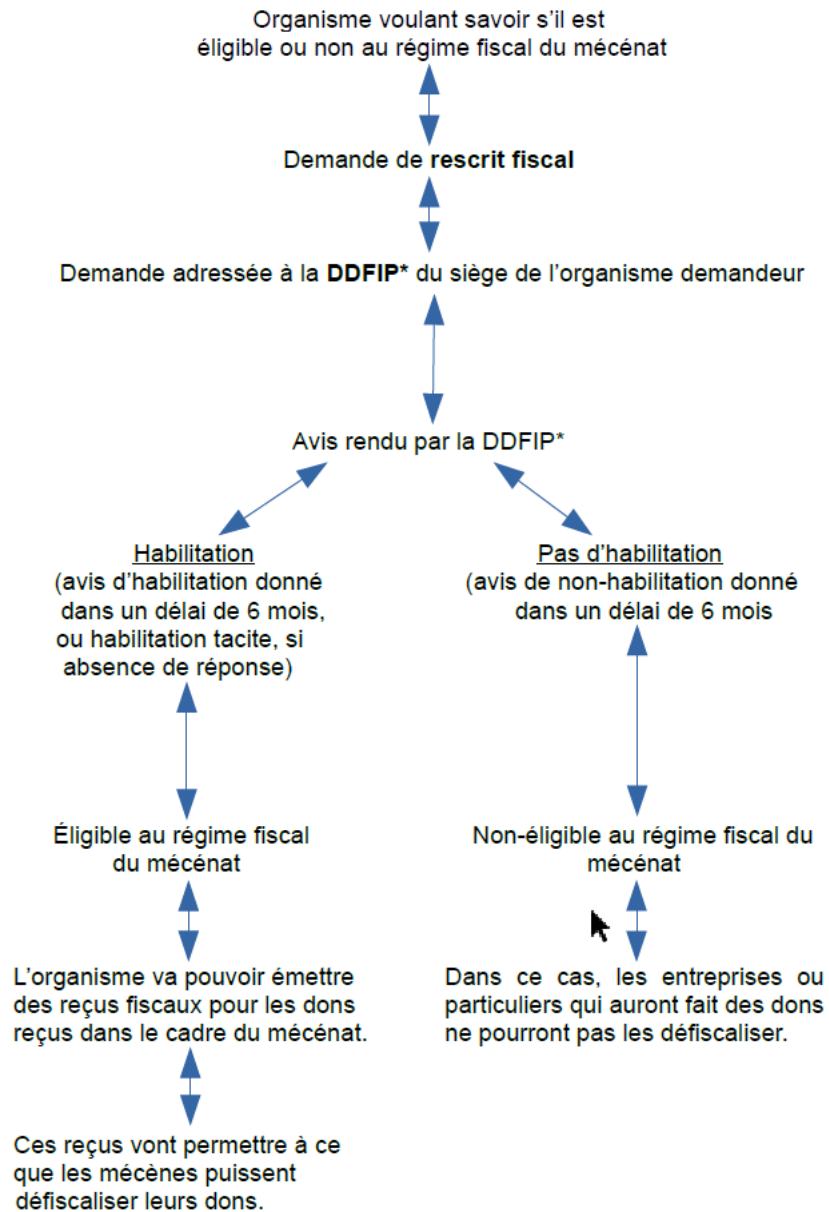 Organisme voulant savoir s'il est
éligible ou non au régime fiscal du mécénat
Demande de rescrit fiscal
Demande adressée à la DDFIP* du siège de l'organisme demandeur
Avis rendu par la DDFIP*
Habilitation
(avis d'habilitation donné
dans un délai de 6 mois,
ou habilitation tacite, si
absence de réponse)
Pas d'habilitation
(avis de non-habilitation donné
dans un délai de 6 mois
Éligible au régime fiscal
du mécénat
Non-éligible au régime fiscal du
mécénat
L'organisme va pouvoir émettre
des reçus fiscaux pour les dons
reçus dans le cadre du mécénat.
Dans ce cas, les entreprises ou
particuliers qui auront fait des dons
ne pourront pas les défiscaliser.
Ces reçus vont permettre à ce
que les mécènes puissent
défiscaliser leurs dons.